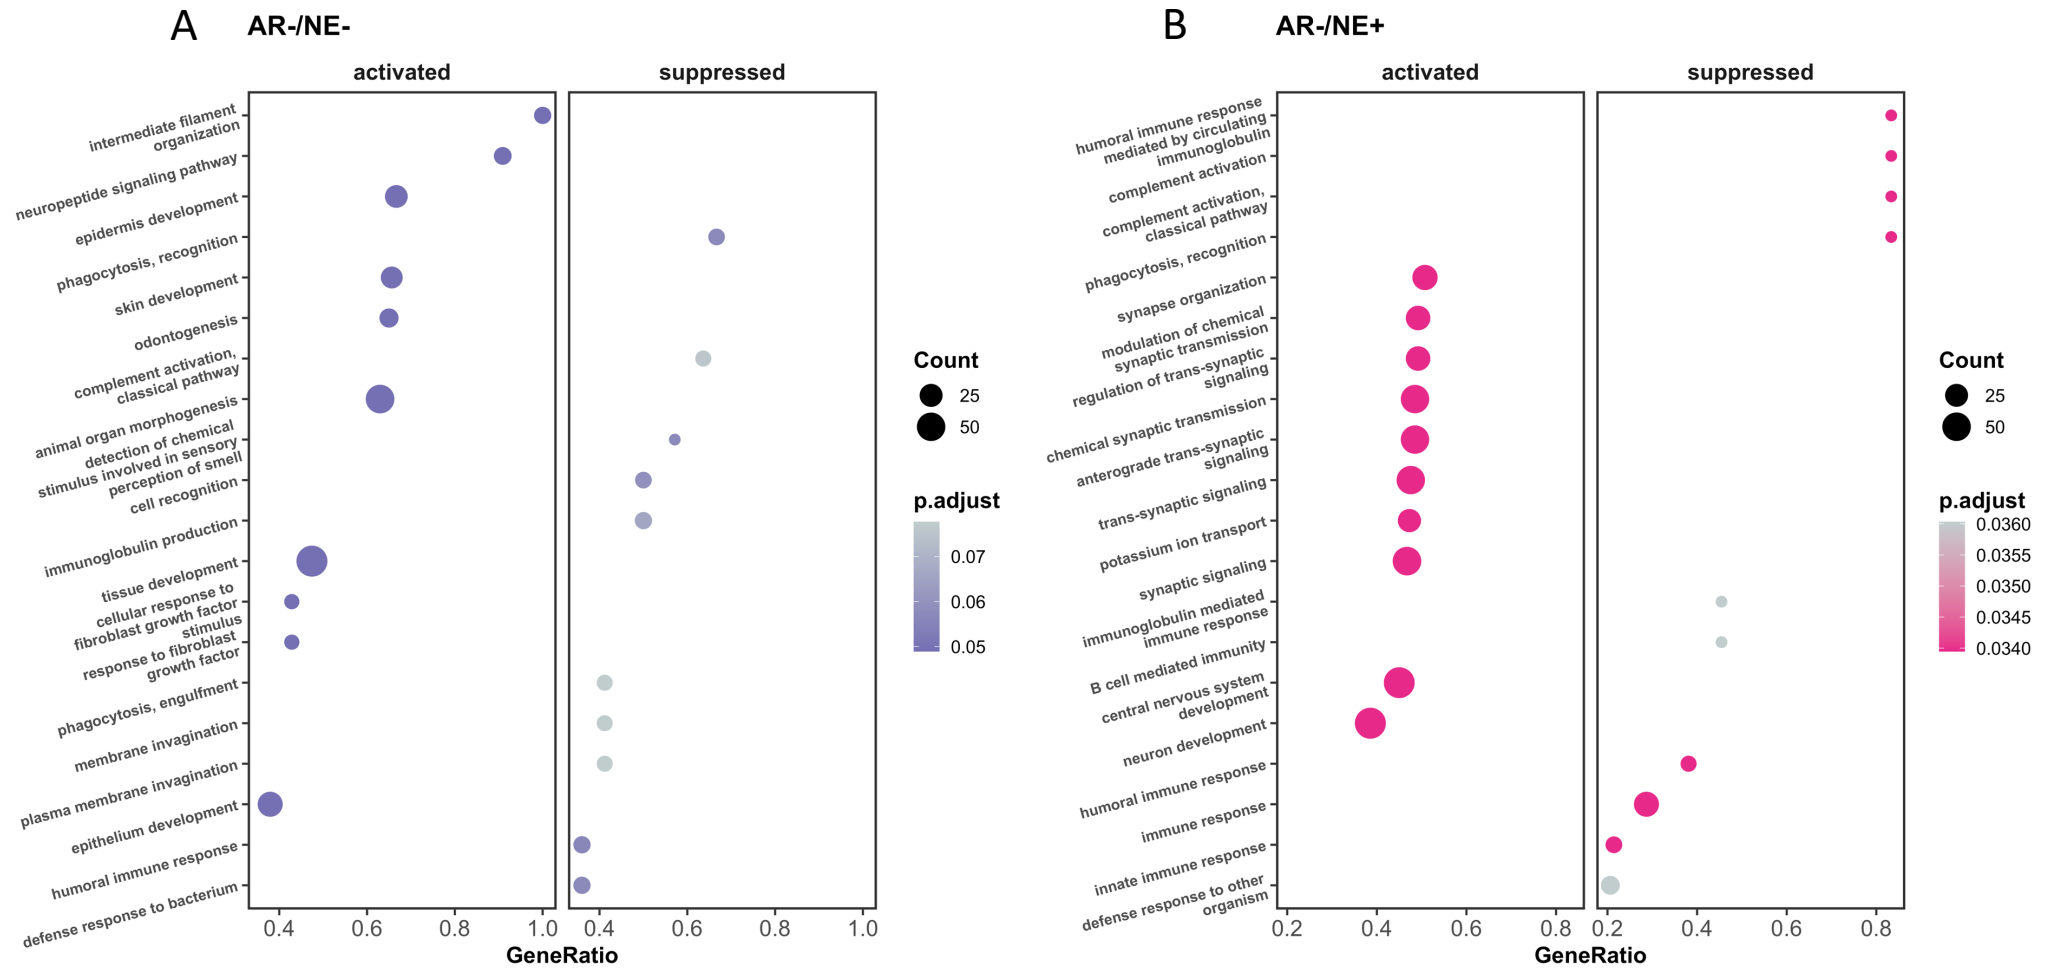 A
AR-/NE-
activated
suppressed
intermediate filament
organization
neuropeptide signaling pathway
epidermis development
phagocytosis, recognition
skin development
odontogenesis
complement activation,
classical pathway
animal organ morphogenesis
detection of chemical
stimulus involved in sensory
perception of smell
cell recognition
immunoglobulin production
tissue development
cellular response to
fibroblast growth factor
stimulus
response to fibroblast
growth factor
phagocytosis, engulfment
membrane invagination
plasma membrane invagination
epithelium development
humoral immune response
defense response to bacterium
0.4 0.6 0.8 1.0
0.4 0.6 0.8 1.0
GeneRatio
Count
25
50
p.adjust
0.07
0.06
0.05
B
AR-/NE+
activated
suppressed
humoral immune response
mediated by circulating
immunoglobulin
complement activation
complement activation,
classical pathway
phagocytosis, recognition
synapse organization
modulation of chemical
synaptic transmission
regulation of trans-synaptic
signaling
chemical synaptic transmission
anterograde trans-synaptic
signaling
trans-synaptic signaling
potassium ion transport
synaptic signaling
immunoglobulin mediated
immune response
B cell mediated immunity
central nervous system
development
neuron development
humoral immune response
immune response
innate immune response
defense response to other
organism
0.2 0.4 0.6 0.8
0.2 0.4 0.6 0.8
GeneRatio
Count
25
50
p.adjust
0.0360
0.0355
0.0350
0.0345
0.0340